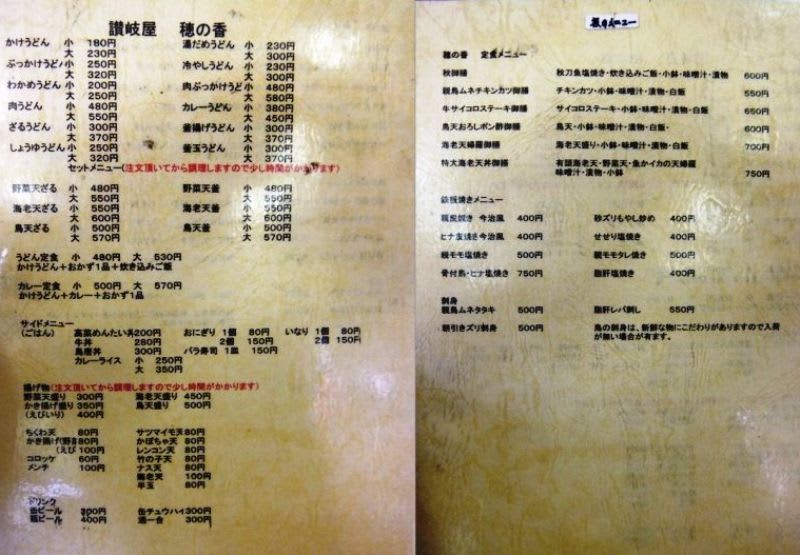 讃岐屋 穂の香
かけうどん 小 180円 湯だめうどん 小 230円
大 230円 大 300円
ぶっかけうどん 小 250円 冷やしうどん 小 230円
大 320円 大 300円
わかめうどん 小 200円 肉ぶっかけうどん 小 480円
大 250円 大 580円
肉うどん 小 480円 カレーうどん 小 380円
大 550円 大 450円
ざるうどん 小 300円 釜揚げうどん 小 300円
大 370円 大 370円
しょうゆうどん 小 250円 釜玉うどん 小 300円
大 320円 大 370円
セットメニュー(注文頂いてから調理しますので少し時間がかかります)
野菜天ざる 小 480円 野菜天釜 小 480円
大 550円 大 550円
海老天ざる 小 550円 海老天釜 小 550円
大 600円 大 600円
鳥天ざる 小 500円 鳥天釜 小 500円
大 570円 大 570円
うどん定食 小 480円 大 530円
かけうどん+おかず1品+炊き込みご飯
カレー定食 小 500円 大 570円
かけうどん+カレー+おかず1品
サイドメニュー
(ごはん) 高菜めんたい丼200円 おにぎり 1個 80円 いなり 1個 80円
牛丼 280円 2個 150円 2個 150円
鳥唐丼 300円 バラ寿司 1皿 150円
カレーライス 小 250円
大 350円
揚げ物(注文頂いてから調理しますので少し時間がかかります)
野菜天盛り 300円 海老天盛り 450円
かき揚げ盛り 350円 鳥天盛り 500円
(えびいり) 400円
ちくわ天 80円 サツマイモ天 80円
かき揚げ(野菜 80円 かぼちゃ天 80円
(えび 100円 レンコン天 80円
コロッケ 60円 竹の子天 80円
メンチ 100円 ナス天 80円
海老天 100円
半玉 80円
ドリンク
缶ビール 300円 缶チュウハイ 300円
瓶ビール 400円 酒一合 300円
メニュー
穂の香 定食メニュー
秋御膳 秋刀魚塩焼き・炊き込みご飯・小鉢・味噌汁・漬物 600円
親鳥ムネチキンカツ御膳 チキンカツ・小鉢・味噌汁・漬物・白飯 550円
牛サイコロステーキ御膳 サイコロステーキ・小鉢・味噌汁・漬物・白飯 650円
鳥天おろしポン酢御膳 鳥天・小鉢・味噌汁・漬物・白飯・ 600円
海老天婦羅御膳 海老天盛り・小鉢・味噌汁・漬物・白飯 700円
特大海老天丼御膳 有頭海老天・野菜天・魚かイカの天婦羅
味噌汁・漬物・小鉢 750円
鉄板焼きメニュー
親皮焼き 今治風 400円 砂ズリもやし炒め 400円
ヒナ皮焼き今治風 400円 せせり塩焼き 400円
親モモ塩焼き 500円 親モモタレ焼き 500円
骨付鳥・ヒナ塩焼き 750円 脂肝塩焼き 400円
刺身
親鳥ムネタタキ 500円 脂肝レバ刺し 550円
朝引きズリ刺身 500円 鳥の刺身は、新鮮な物にこだわりがありますので入荷
が無い場合が有ます。